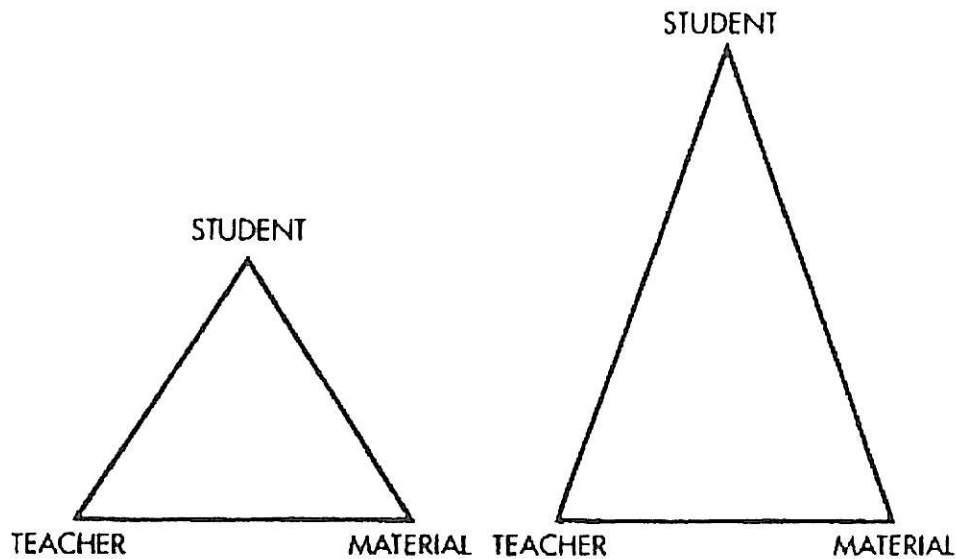 STUDENT
STUDENT
TEACHER
MATERIAL
TEACHER
MATERIAL